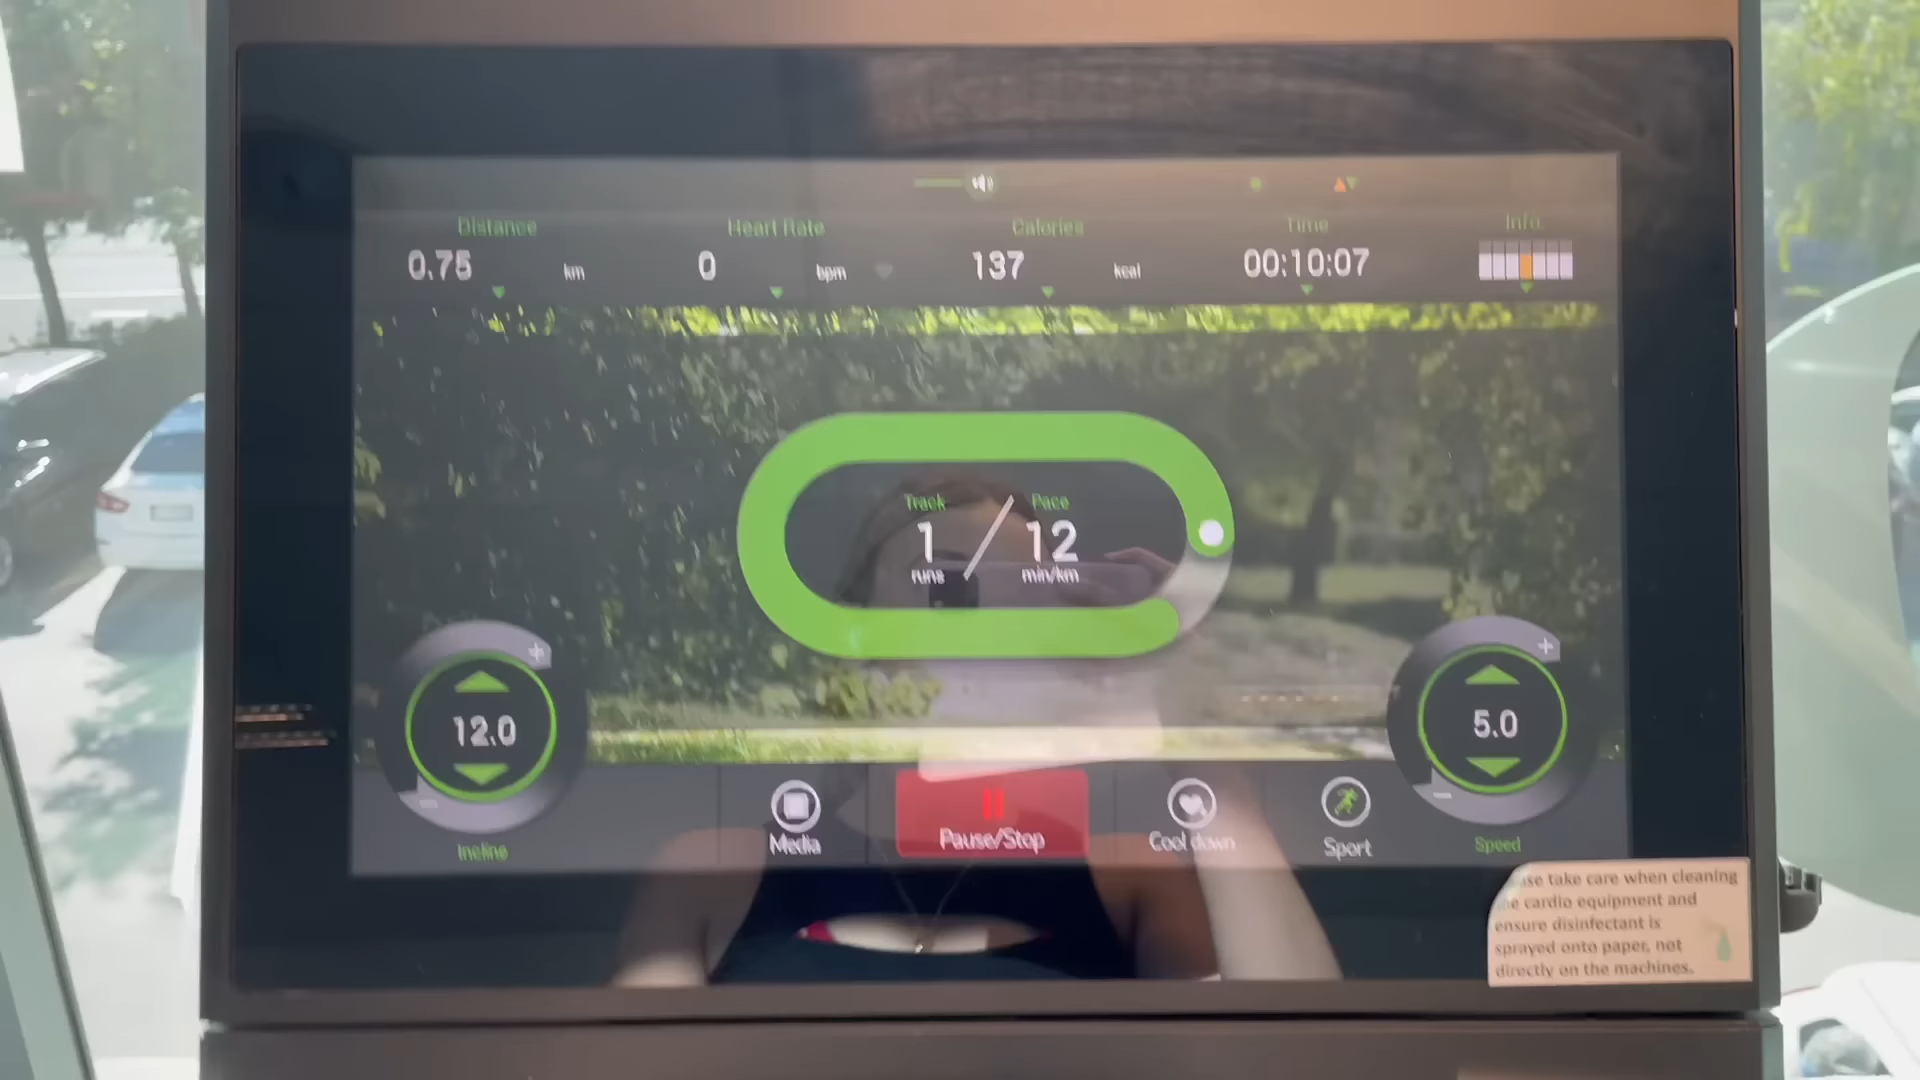 Distance
0.75 km
Heart Rate
0 bpm
Calories
137 kcal
Time
00:10:07
Info.
Track
1
runs
Pace
12
min/km
+
12.0
-
Incline
Media
Pause/Stop
Cool down
Sport
+
5.0
-
Speed
take care when cleaning
cardio equipment and
ensure disinfectant is
sprayed onto paper, not
directly on the machines.